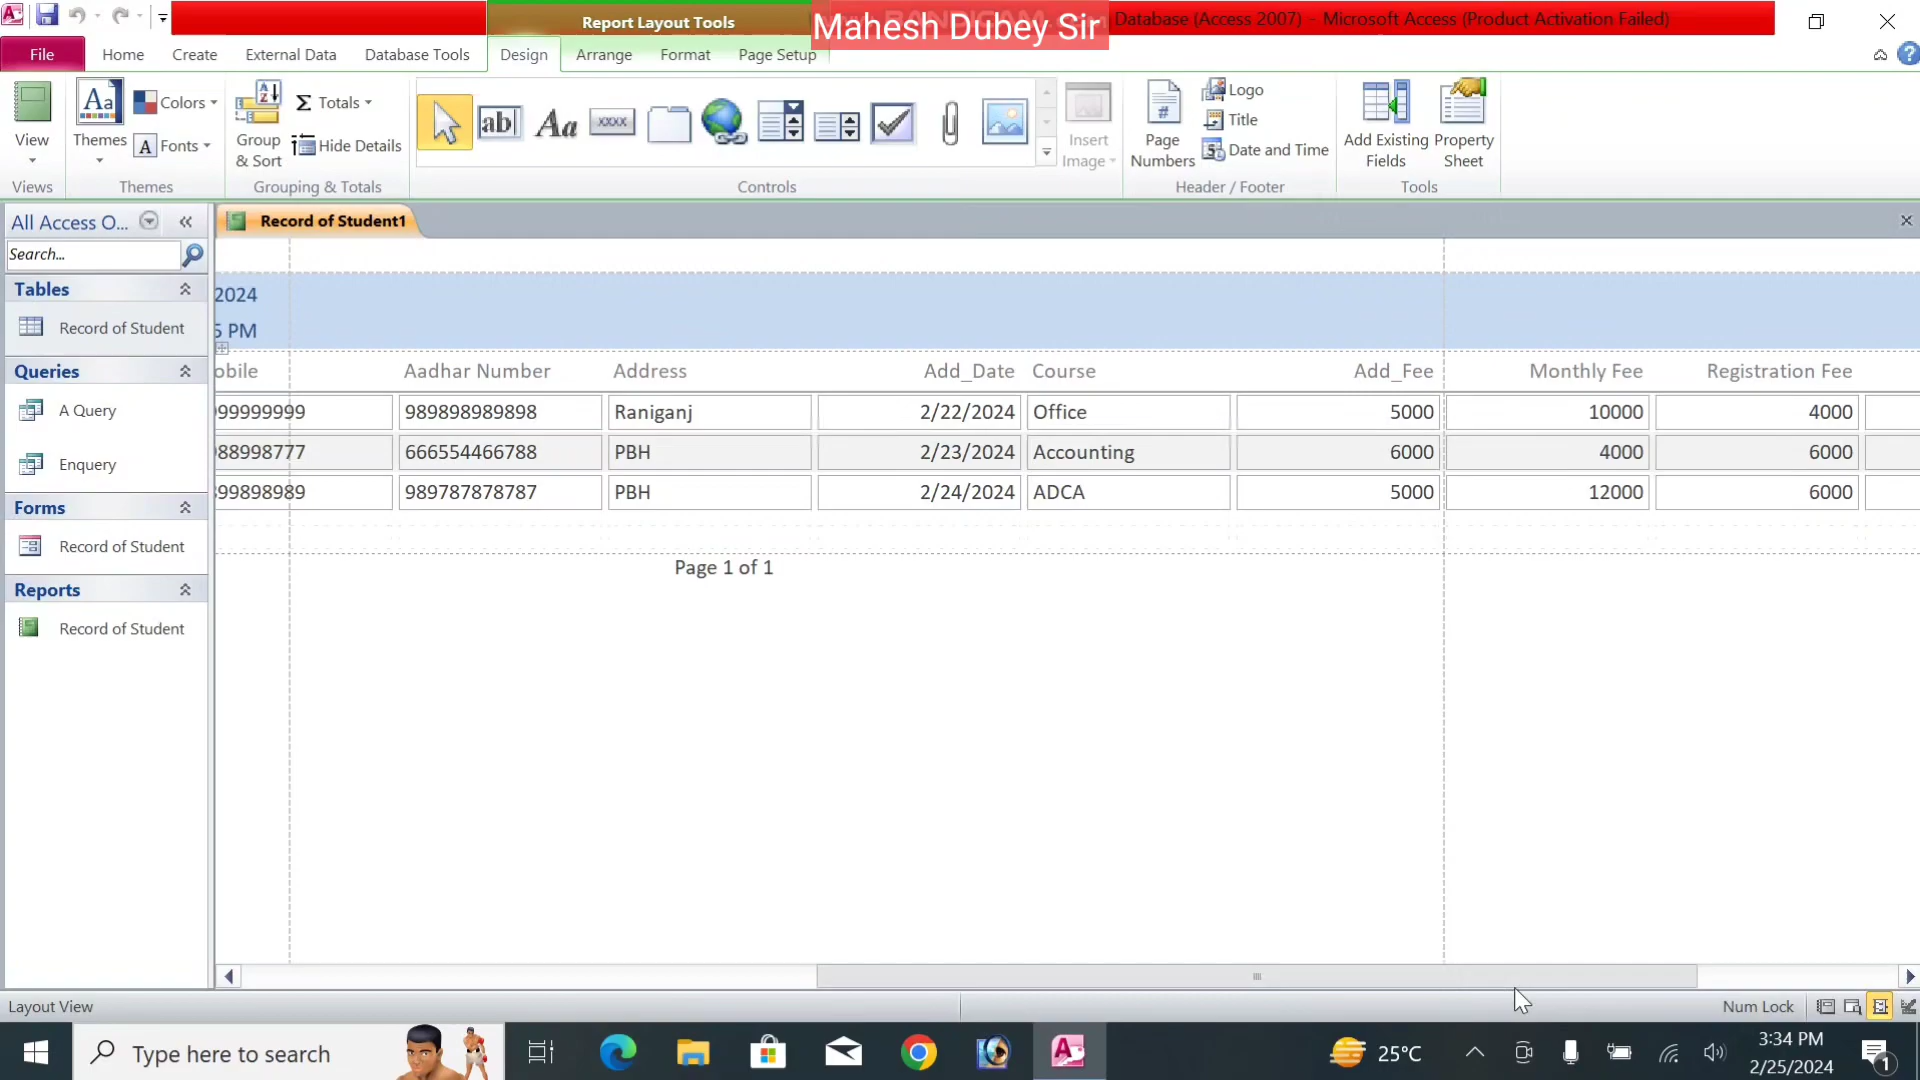 Report Layout Tools
Mahesh Dubey Sir
Database (Access 2007) - Microsoft Access (Product Activation Failed)
File Home Create External Data Database Tools Design Arrange Format Page Setup
View
Themes
Colors
Fonts
Group & Sort
Σ Totals
Hide Details
ab|
Aa
XXXX
Insert Image
Page Numbers
Logo
Title
Date and Time
Add Existing Fields
Property Sheet
Views Themes Grouping & Totals Controls Header / Footer Tools
All Access O...
Search...
Tables
Record of Student
Queries
A Query
Enquery
Forms
Record of Student
Reports
Record of Student
Record of Student1
2024
PM
Aadhar Number Address Add_Date Course Add_Fee Monthly Fee Registration Fee
99999999 989898989898 Raniganj 2/22/2024 Office 5000 10000 4000
88998777 666554466788 PBH 2/23/2024 Accounting 6000 4000 6000
99898989 989787878787 PBH 2/24/2024 ADCA 5000 12000 6000
Page 1 of 1
Layout View
Num Lock
Type here to search
25°C
3:34 PM
2/25/2024
1